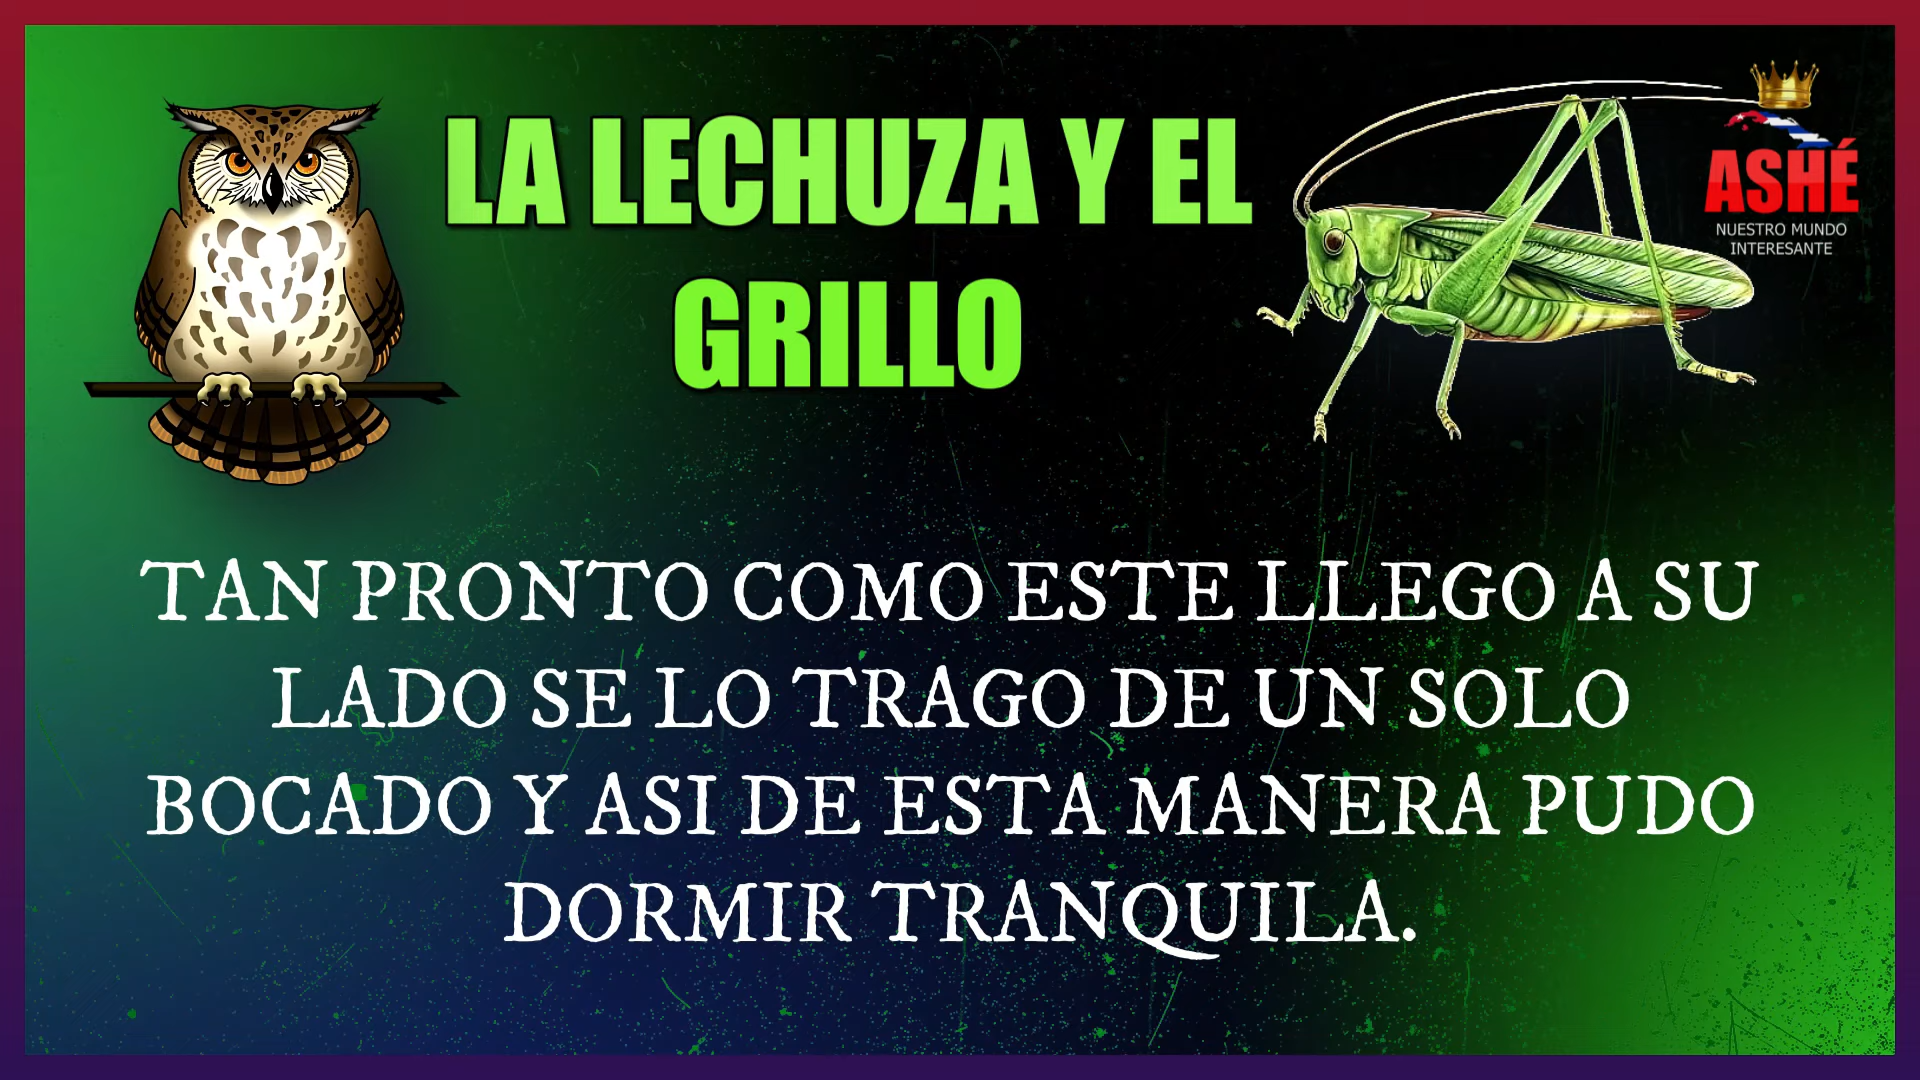 LA LECHUZA Y EL
GRILLO
ASHÉ
NUESTRO MUNDO
INTERESANTE
TAN PRONTO COMO ESTE LLEGO A SU
LADO SE LO TRAGO DE UN SOLO
BOCADO Y ASI DE ESTA MANERA PUDO
DORMIR TRANQUILA.